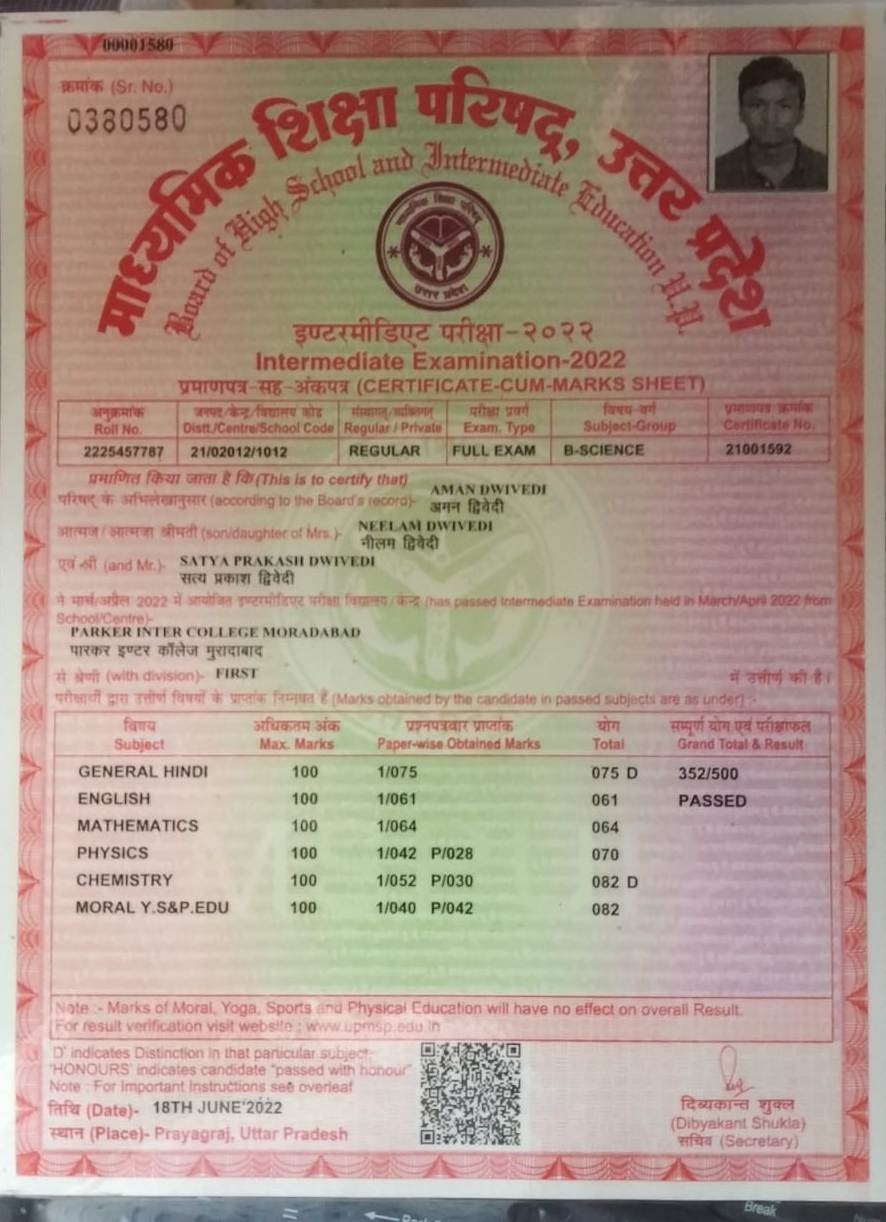 00001580
क्रमांक (Sr. No.)
0380580
माध्यमिक शिक्षा परिषद्, उत्तर प्रदेश
Board of High School and Intermediate Education U.P.
माध्यमिक शिक्षा परिषद्
उत्तर प्रदेश
इण्टरमीडिएट परीक्षा-२०२२
Intermediate Examination-2022
प्रमाणपत्र-सह-अंकपत्र (CERTIFICATE-CUM-MARKS SHEET)
अनुक्रमांक जनपद/केन्द्र/विद्यालय कोड संस्थागत/व्यक्तिगत परीक्षा प्रवर्ग विषय-वर्ग प्रमाणपत्र क्रमांक
Roll No. Distt./Centre/School Code Regular / Private Exam. Type Subject-Group Certificate No.
2225457787 21/02012/1012 REGULAR FULL EXAM B-SCIENCE 21001592
प्रमाणित किया जाता है कि (This is to certify that)
परिषद् के अभिलेखानुसार (according to the Board's record)- AMAN DWIVEDI
अमन द्विवेदी
आत्मज/आत्मजा श्रीमती (son/daughter of Mrs.)- NEELAM DWIVEDI
नीलम द्विवेदी
एवं श्री (and Mr.)- SATYA PRAKASH DWIVEDI
सत्य प्रकाश द्विवेदी
ने मार्च/अप्रैल 2022 में आयोजित इण्टरमीडिएट परीक्षा विद्यालय/केन्द्र (has passed Intermediate Examination held in March/April 2022 from
School/Centre)-
PARKER INTER COLLEGE MORADABAD
पारकर इण्टर कॉलेज मुरादाबाद
से श्रेणी (with division)- FIRST में उत्तीर्ण की है।
परीक्षार्थी द्वारा उत्तीर्ण विषयों के प्राप्तांक निम्नवत हैं (Marks obtained by the candidate in passed subjects are as under) :-
विषय अधिकतम अंक प्रश्नपत्रवार प्राप्तांक योग सम्पूर्ण योग एवं परीक्षाफल
Subject Max. Marks Paper-wise Obtained Marks Total Grand Total & Result
GENERAL HINDI 100 1/075 075 D 352/500
ENGLISH 100 1/061 061 PASSED
MATHEMATICS 100 1/064 064
PHYSICS 100 1/042 P/028 070
CHEMISTRY 100 1/052 P/030 082 D
MORAL Y.S&P.EDU 100 1/040 P/042 082
Note :- Marks of Moral, Yoga, Sports and Physical Education will have no effect on overall Result.
For result verification visit website : www.upmsp.edu.in
'D' indicates Distinction in that particular subject,
'HONOURS' indicates candidate "passed with honour"
Note : For Important Instructions see overleaf
तिथि (Date)- 18TH JUNE'2022
स्थान (Place)- Prayagraj, Uttar Pradesh
दिब्यकान्त शुक्ल
(Dibyakant Shukla)
सचिव (Secretary)
Break